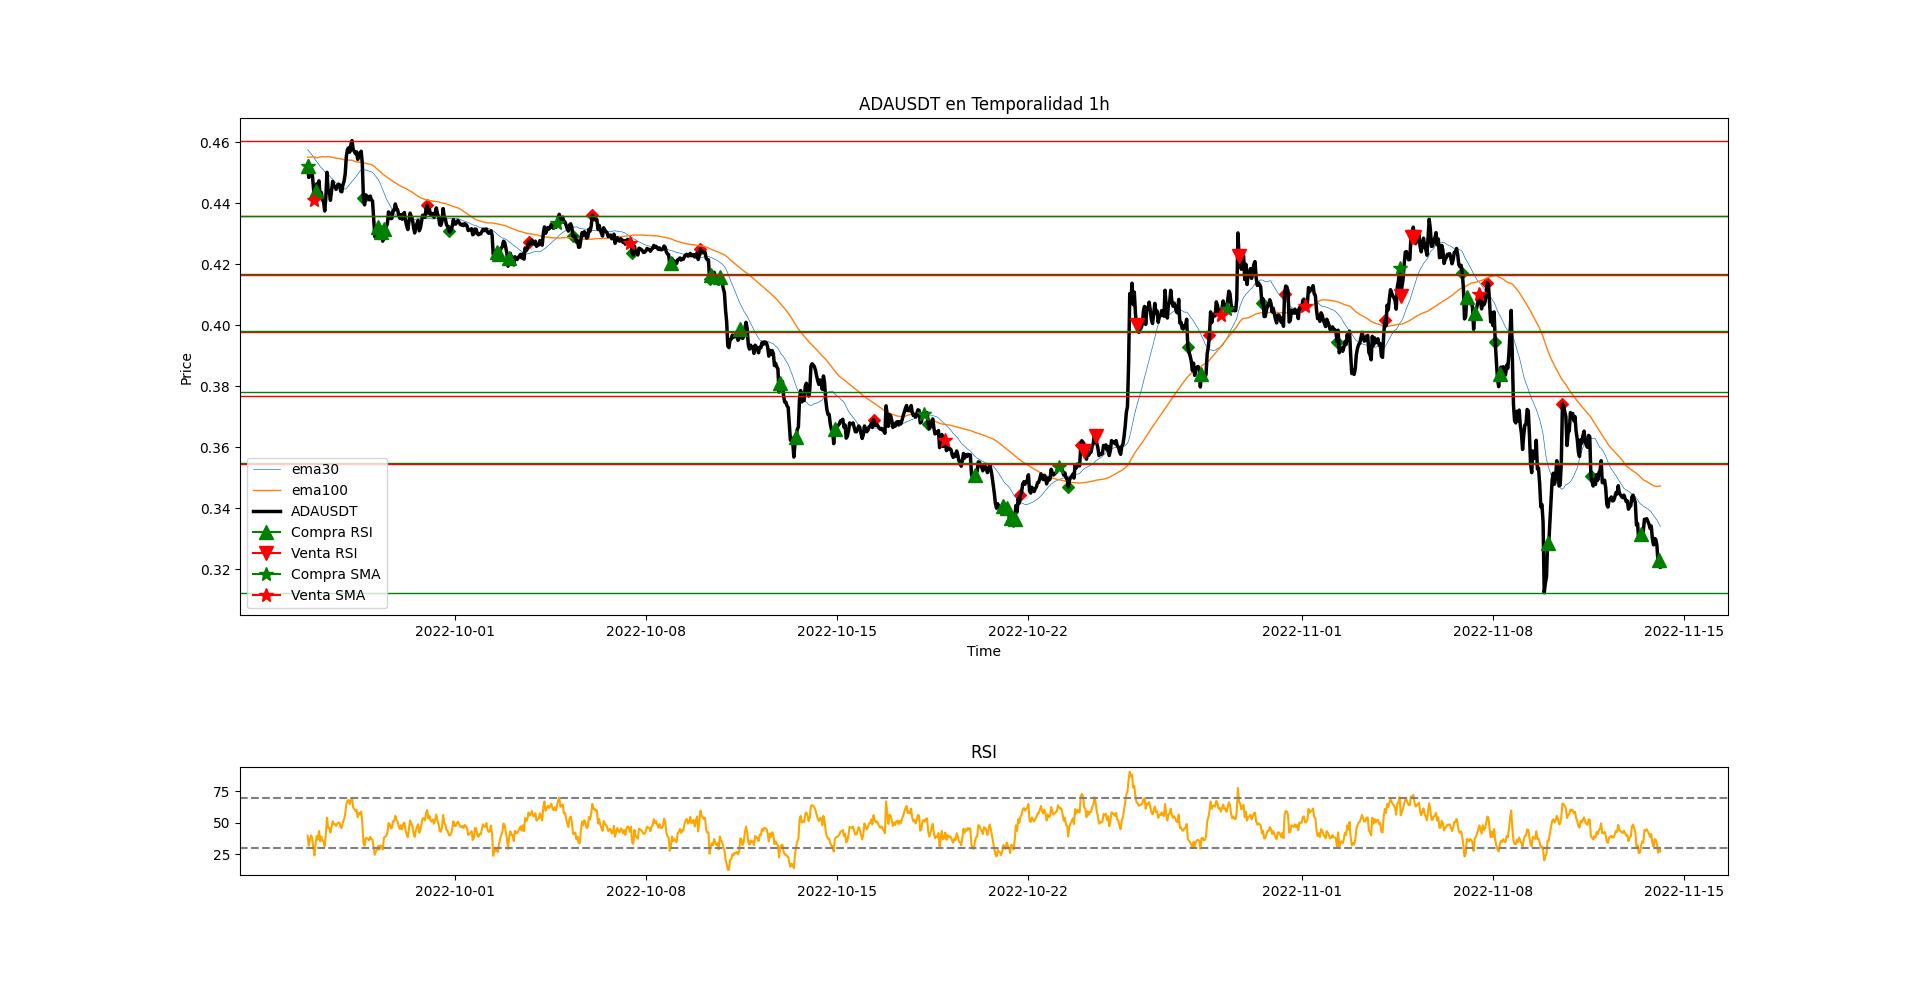 ADAUSDT en Temporalidad 1h
0.46
0.44
0.42
0.40
0.38
0.36
0.34
0.32
Price
ema30
ema100
ADAUSDT
Compra RSI
Venta RSI
Compra SMA
Venta SMA
2022-10-01 2022-10-08 2022-10-15 2022-10-22 2022-11-01 2022-11-08 2022-11-15
Time
RSI
75
50
25
2022-10-01 2022-10-08 2022-10-15 2022-10-22 2022-11-01 2022-11-08 2022-11-15